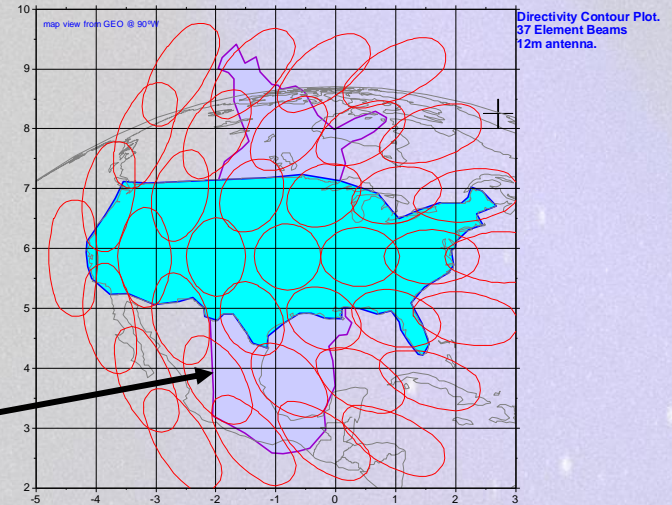 map view from GEO @ 90ºW
Directivity Contour Plot.
37 Element Beams
12m antenna.
10
9
8
7
6
5
4
3
2
-5 -4 -3 -2 -1 0 1 2 3